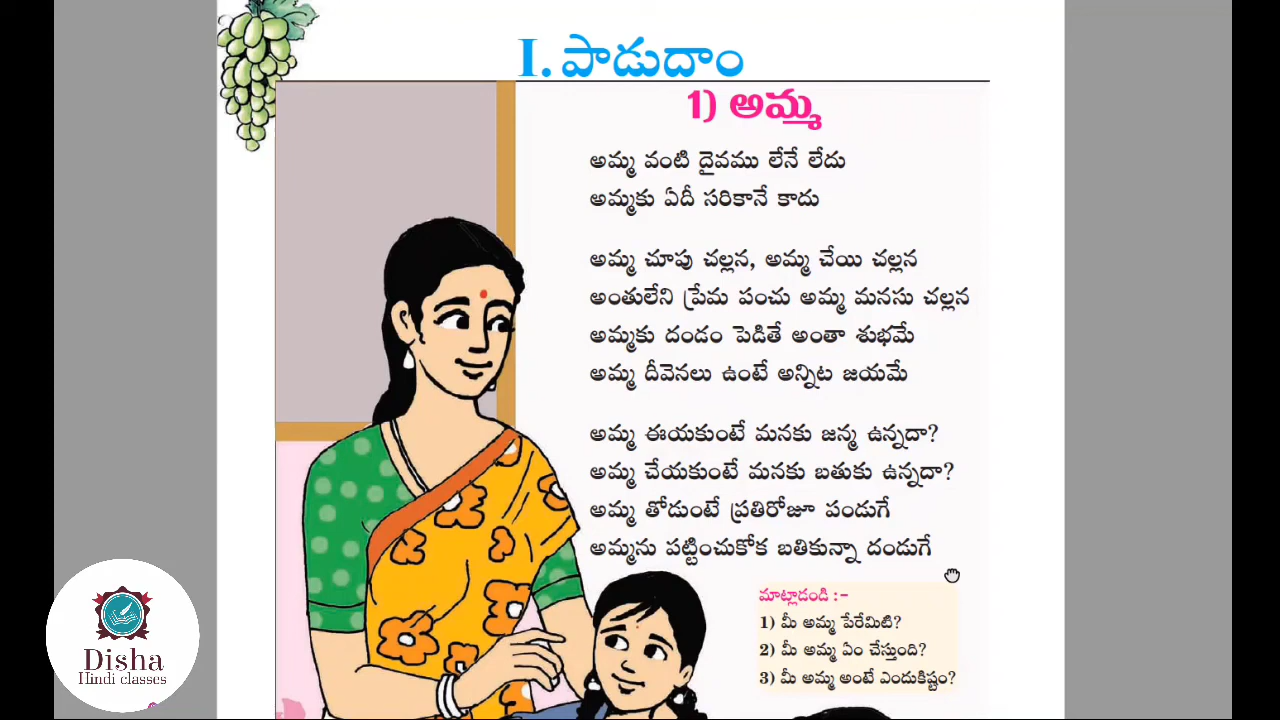 I. పాడుదాం
1) అమ్మ
అమ్మ వంటి దైవము లేనే లేదు
అమ్మకు ఏదీ సరికానే కాదు
అమ్మ చూపు చల్లన, అమ్మ చేయి చల్లన
అంతులేని ప్రేమ పంచు అమ్మ మనసు చల్లన
అమ్మకు దండం పెడితే అంతా శుభమే
అమ్మ దీవెనలు ఉంటే అన్నిట జయమే
అమ్మ ఈయకుంటే మనకు జన్మ ఉన్నదా?
అమ్మ చేయకుంటే మనకు బతుకు ఉన్నదా?
అమ్మ తోడుంటే ప్రతిరోజూ పండుగే
అమ్మను పట్టించుకోక బతికున్నా దండుగే
మాట్లాడండి :-
1) మీ అమ్మ పేరేమిటి?
2) మీ అమ్మ ఏం చేస్తుంది?
3) మీ అమ్మ అంటే ఎందుకిష్టం?
Disha
Hindi classes